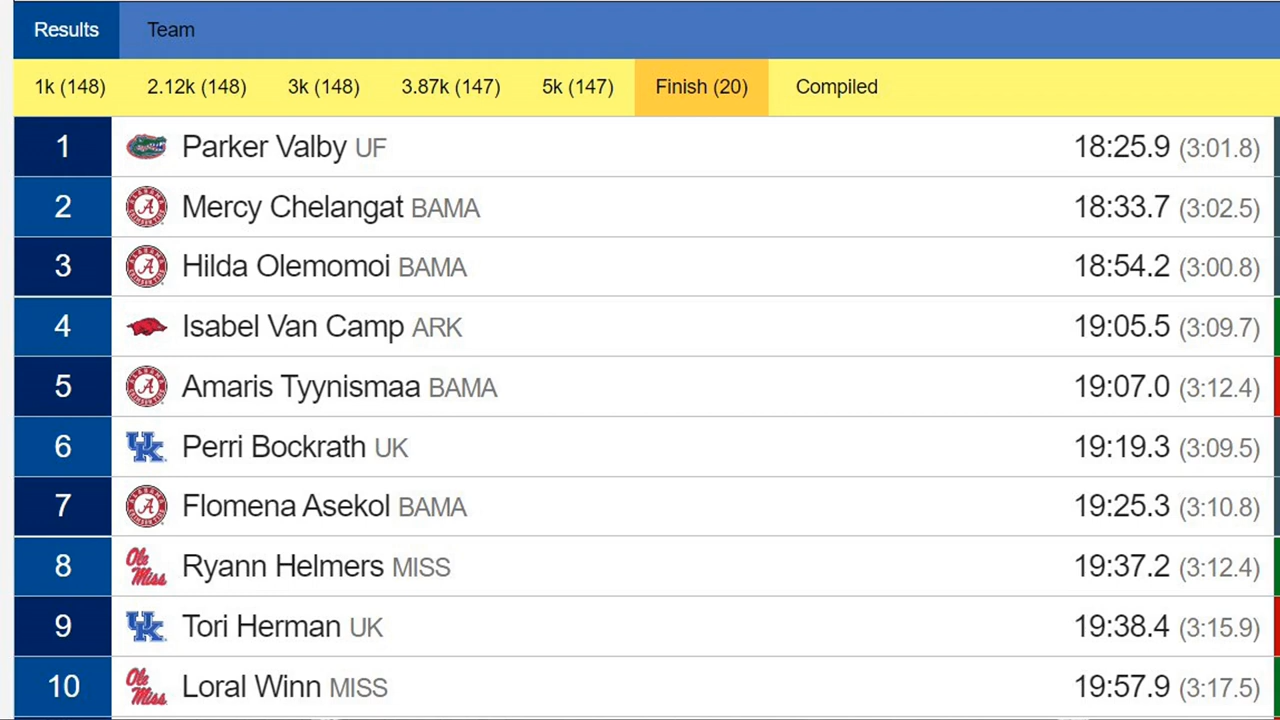 Results Team
1k (148) 2.12k (148) 3k (148) 3.87k (147) 5k (147) Finish (20) Compiled
1 Parker Valby UF 18:25.9 (3:01.8)
2 Mercy Chelangat BAMA 18:33.7 (3:02.5)
3 Hilda Olemomoi BAMA 18:54.2 (3:00.8)
4 Isabel Van Camp ARK 19:05.5 (3:09.7)
5 Amaris Tyynismaa BAMA 19:07.0 (3:12.4)
6 UK Perri Bockrath UK 19:19.3 (3:09.5)
7 Flomena Asekol BAMA 19:25.3 (3:10.8)
8 Ole Miss Ryann Helmers MISS 19:37.2 (3:12.4)
9 UK Tori Herman UK 19:38.4 (3:15.9)
10 Ole Miss Loral Winn MISS 19:57.9 (3:17.5)